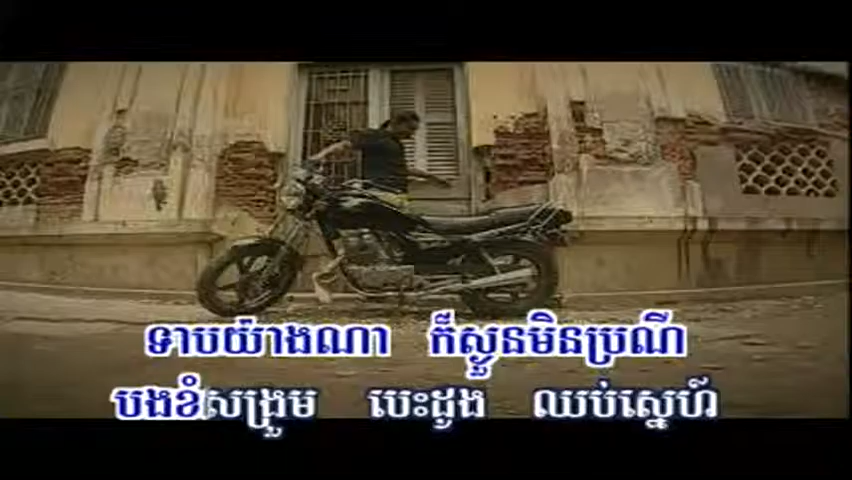 ទាបយ៉ាងណា ក៏ស្ងួនមិនប្រណី
បងខំសង្រួម បេះដូង ឈប់ស្នេហ៍